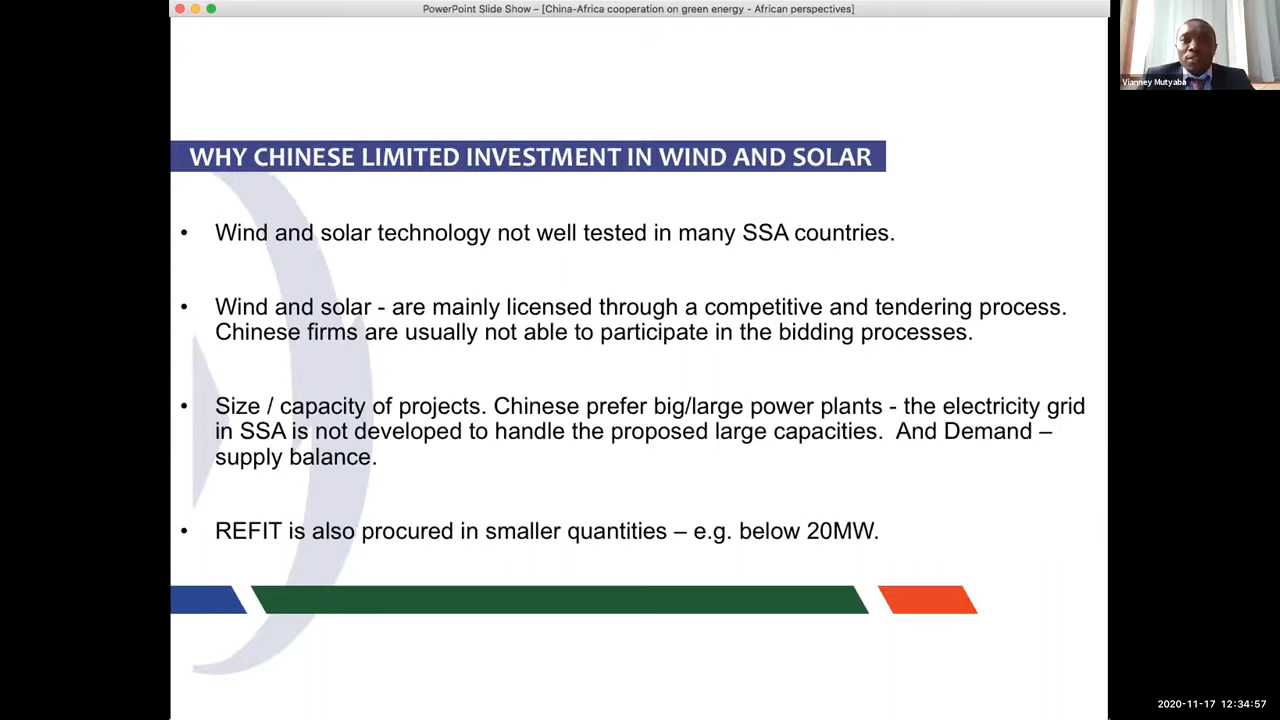 PowerPoint Slide Show – [China-Africa cooperation on green energy - African perspectives]
Vianney Mutyaba
WHY CHINESE LIMITED INVESTMENT IN WIND AND SOLAR
• Wind and solar technology not well tested in many SSA countries.
• Wind and solar - are mainly licensed through a competitive and tendering process.
Chinese firms are usually not able to participate in the bidding processes.
• Size / capacity of projects. Chinese prefer big/large power plants - the electricity grid
in SSA is not developed to handle the proposed large capacities. And Demand –
supply balance.
• REFIT is also procured in smaller quantities – e.g. below 20MW.
2020-11-17 12:34:57